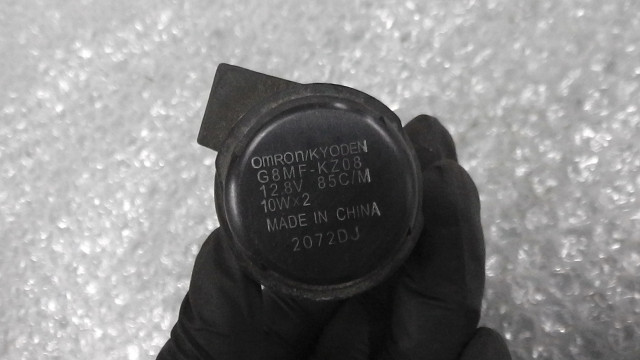 OMRON/KYODEN
G8MF-KZ08
12.8V 85C/M
10W×2
MADE IN CHINA
2072DJ